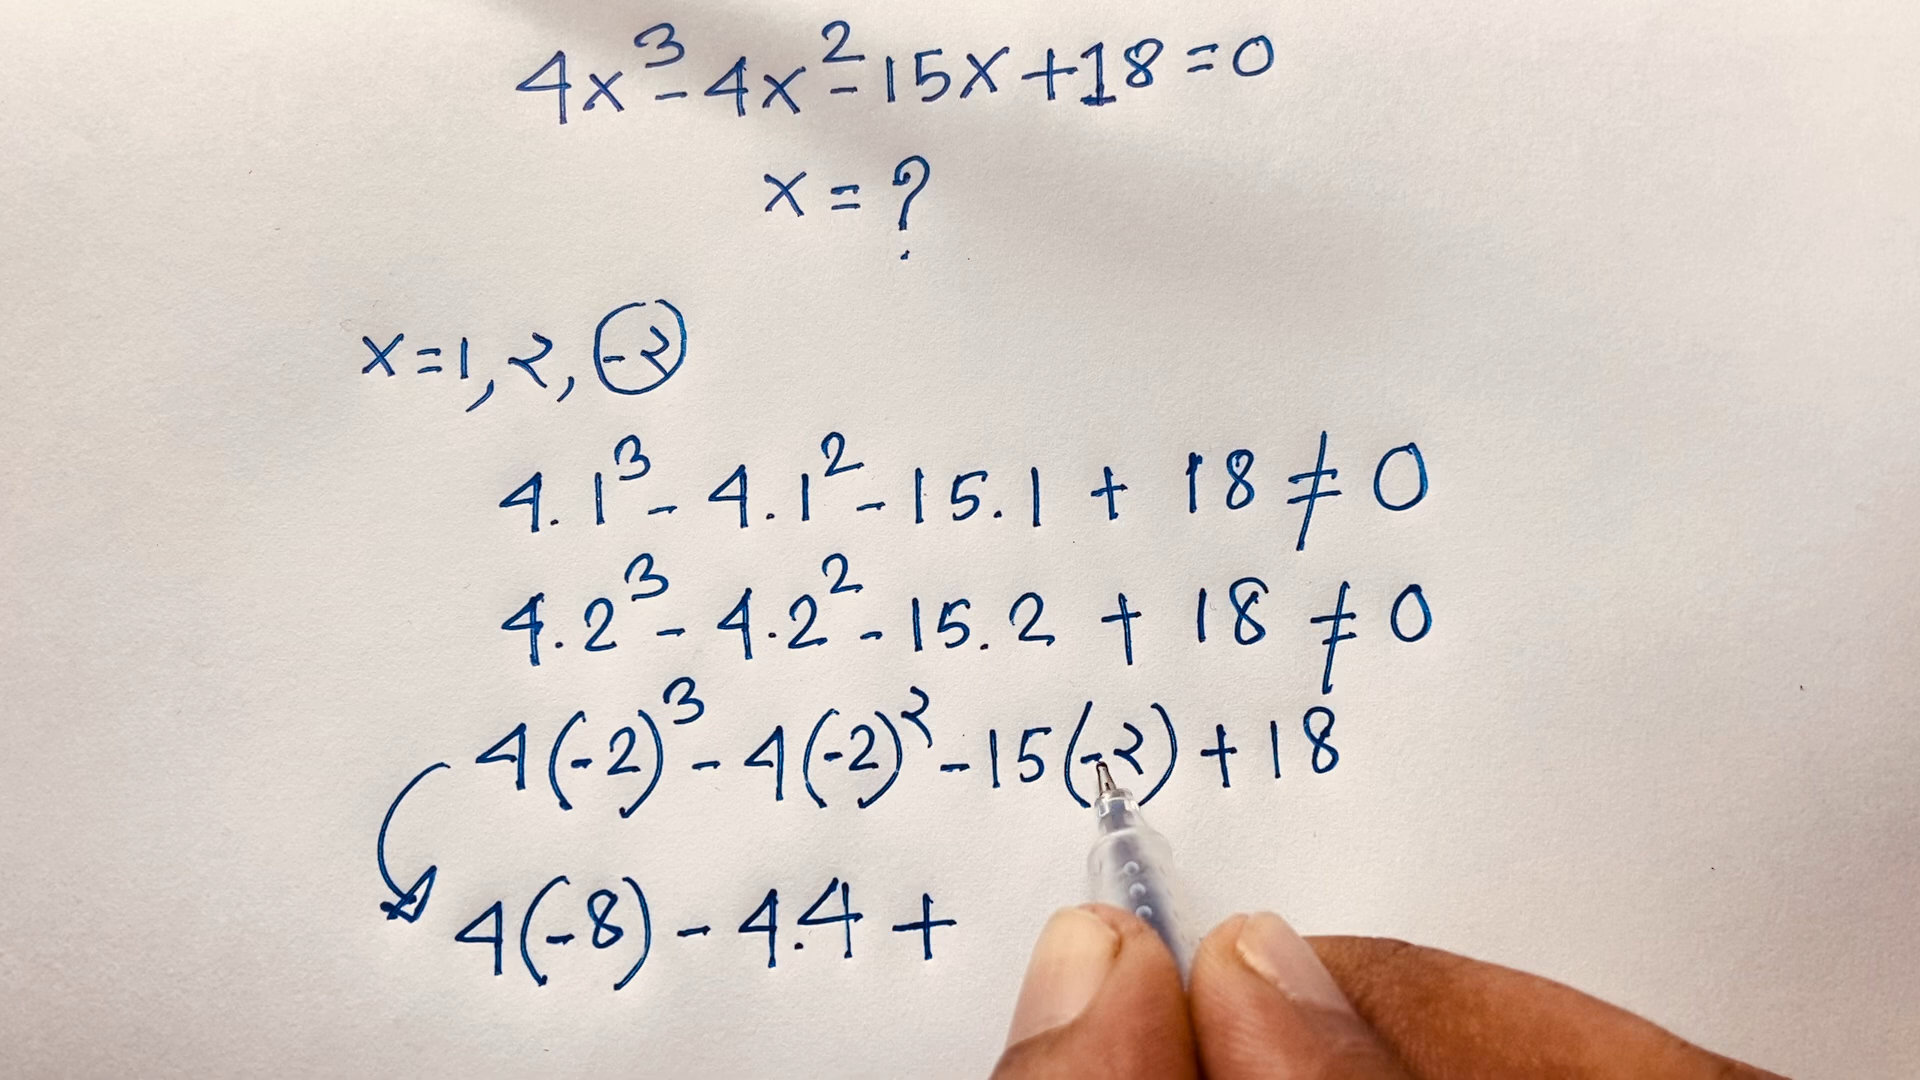 4x³ - 4x² - 15x + 18 = 0
x = ?
x = 1, 2, -2
4.1³ - 4.1² - 15.1 + 18 ≠ 0
4.2³ - 4.2² - 15.2 + 18 ≠ 0
4(-2)³ - 4(-2)² - 15(-2) + 18
4(-8) - 4.4 +